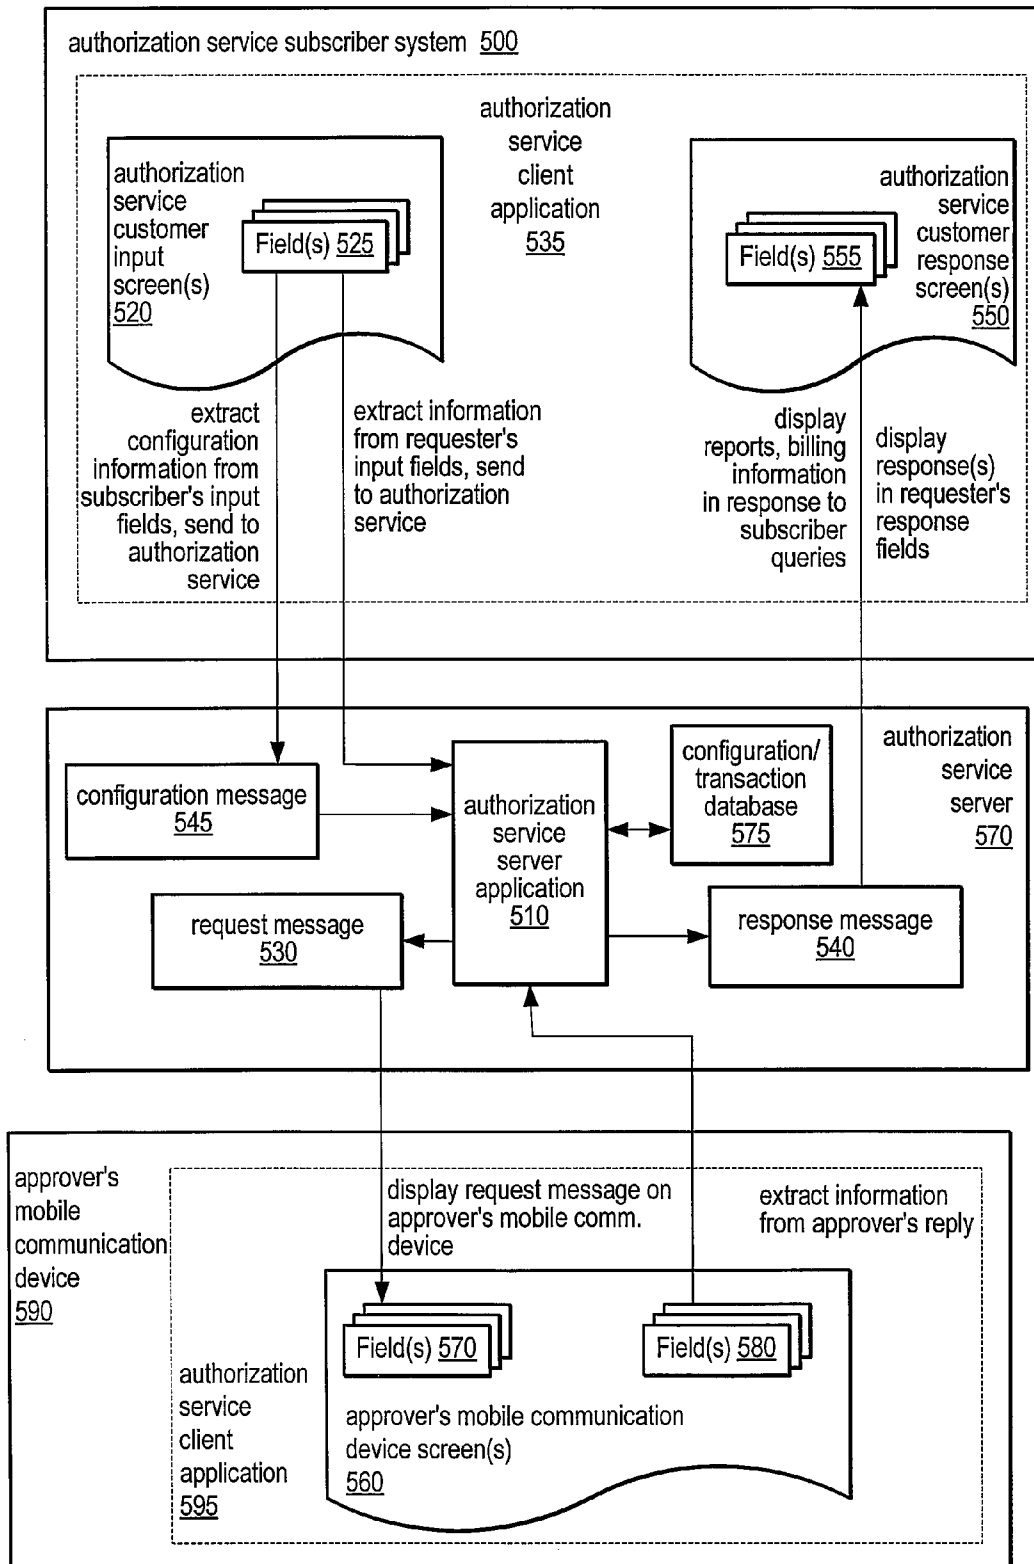 authorization service subscriber system 500
authorization
service
client
application
535
authorization
service
customer
input
screen(s)
520
Field(s) 525
Field(s) 555
authorization
service
customer
response
screen(s)
550
extract
configuration
information from
subscriber's input
fields, send to
authorization
service
extract information
from requester's
input fields, send
to authorization
service
display
reports, billing
information
in response to
subscriber
queries
display
response(s)
in requester's
response
fields
configuration message
545
authorization
service
server
application
510
configuration/
transaction
database
575
authorization
service
server
570
request message
530
response message
540
approver's
mobile
communication
device
590
display request message on
approver's mobile comm.
device
extract information
from approver's reply
Field(s) 570
Field(s) 580
authorization
service
client
application
595
approver's mobile communication
device screen(s)
560